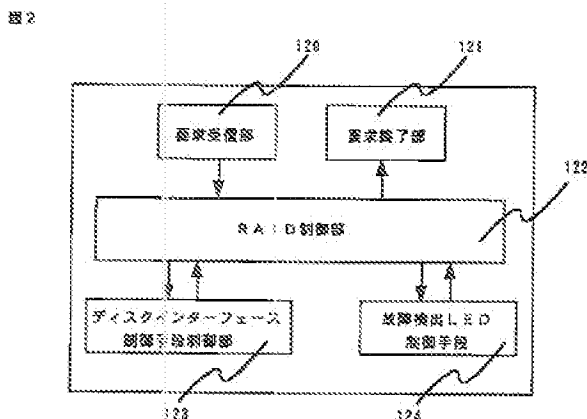 図2
120
121
要求受信部
要求終了部
122
RAID制御部
ディスクインターフェース
制御手段制御部
故障検出LED
制御手段
123
124